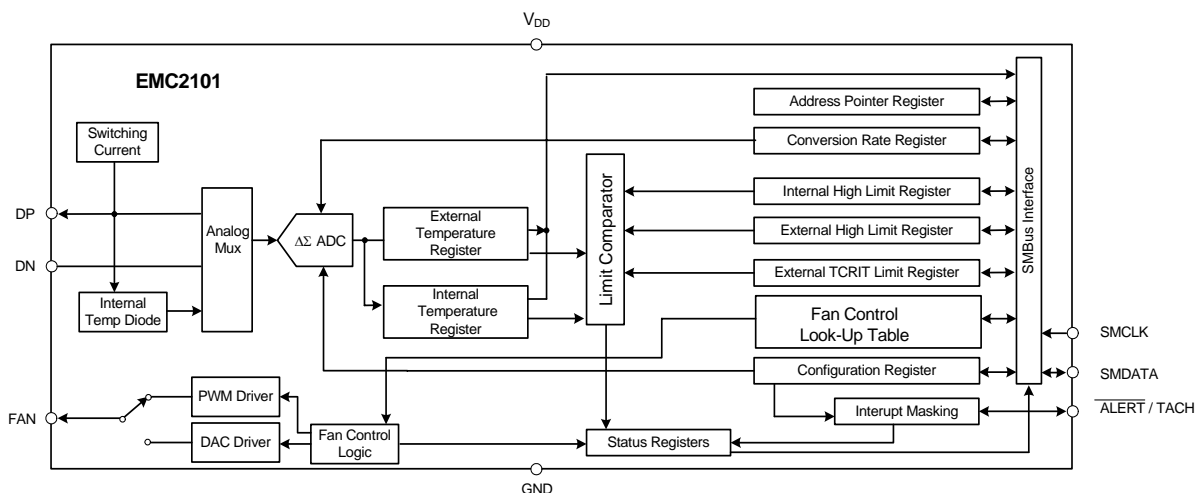 V_DD
EMC2101
Switching
Current
DP
DN
Analog
Mux
Internal
Temp Diode
ΔΣ ADC
External
Temperature
Register
Internal
Temperature
Register
Limit Comparator
Address Pointer Register
Conversion Rate Register
Internal High Limit Register
External High Limit Register
External TCRIT Limit Register
Fan Control
Look-Up Table
Configuration Register
Interupt Masking
SMBus Interface
SMCLK
SMDATA
ALERT / TACH
FAN
PWM Driver
DAC Driver
Fan Control
Logic
Status Registers
GND